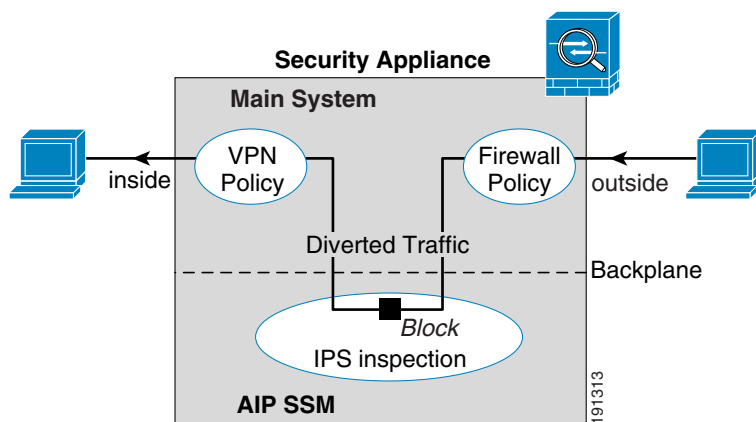 Security Appliance
Main System
VPN
Policy
Firewall
Policy
inside
outside
Diverted Traffic
Backplane
Block
IPS inspection
AIP SSM
191313